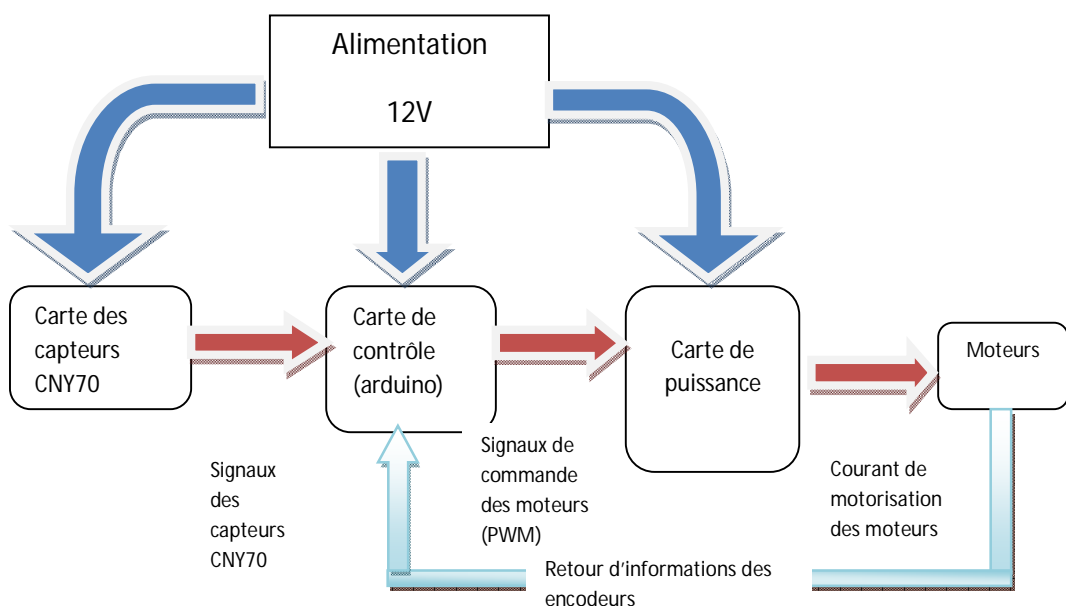 Alimentation
12V
Carte des
capteurs
CNY70
Carte de
contrôle
(arduino)
Carte de
puissance
Moteurs
Signaux
des
capteurs
CNY70
Signaux de
commande
des moteurs
(PWM)
Courant de
motorisation
des moteurs
Retour d'informations des
encodeurs